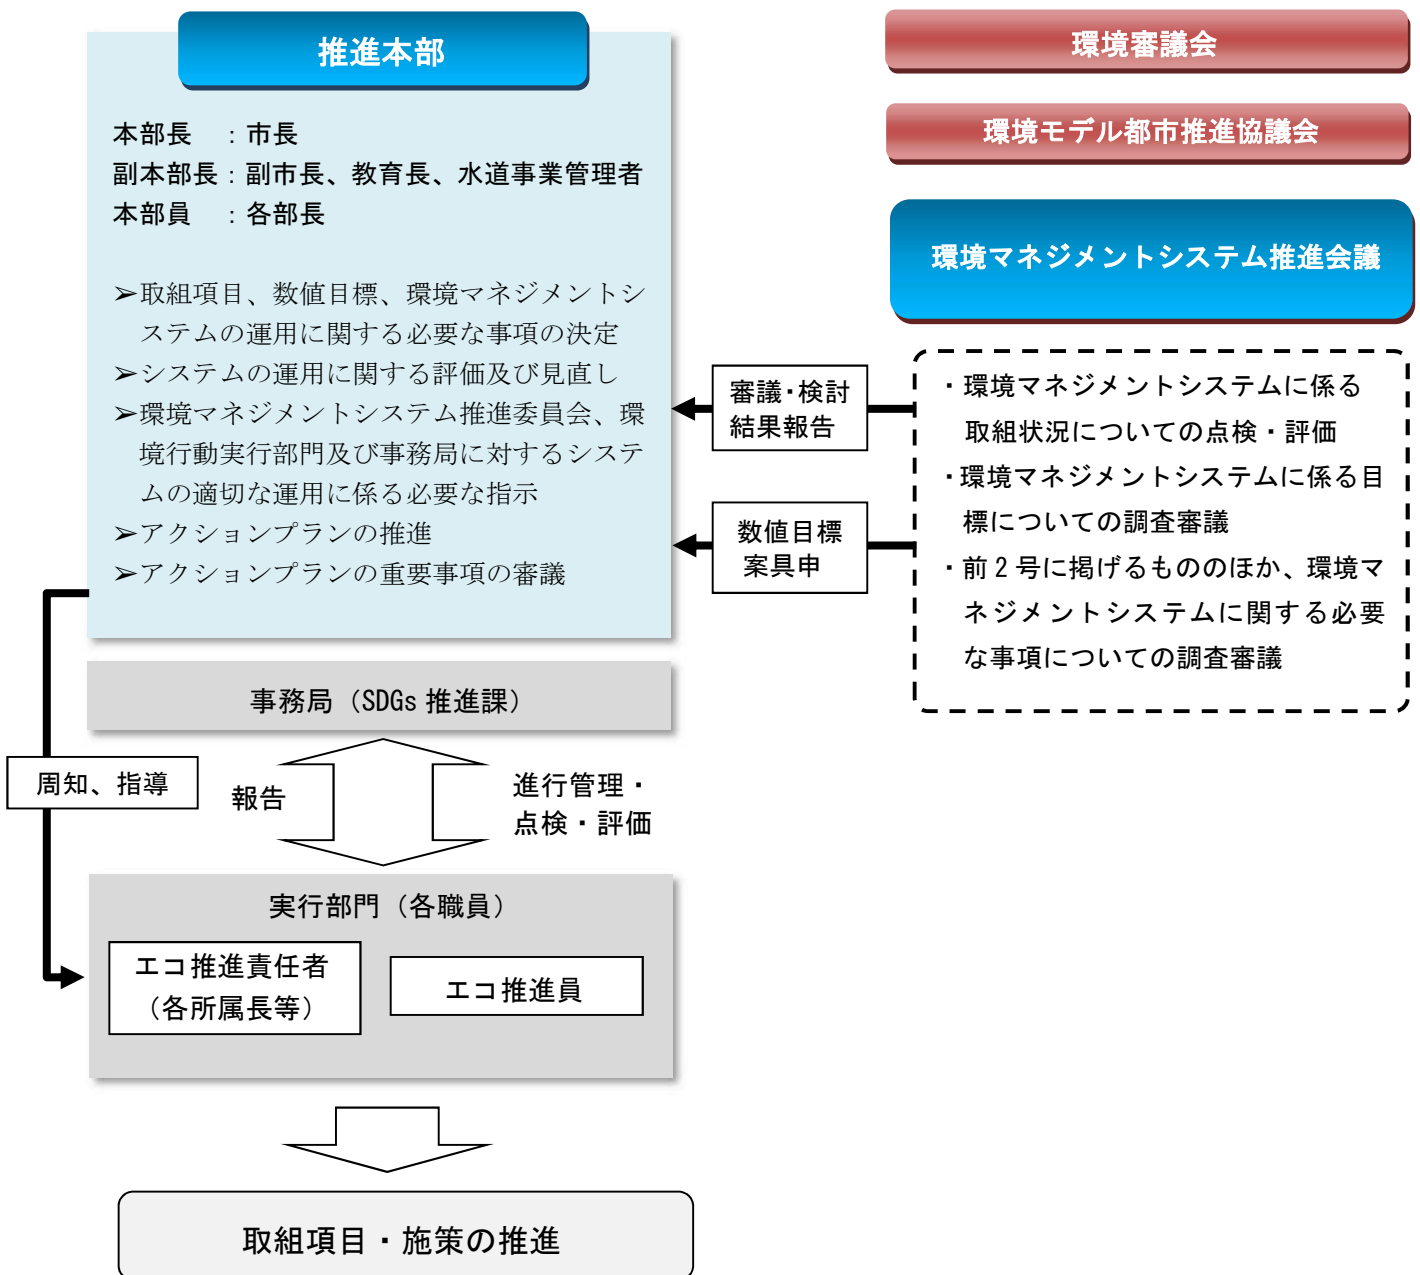 推進本部
本部長　：市長
副本部長：副市長、教育長、水道事業管理者
本部員　：各部長
➢取組項目、数値目標、環境マネジメントシ
ステムの運用に関する必要な事項の決定
➢システムの運用に関する評価及び見直し
➢環境マネジメントシステム推進委員会、環
境行動実行部門及び事務局に対するシステ
ムの適切な運用に係る必要な指示
➢アクションプランの推進
➢アクションプランの重要事項の審議
環境審議会
環境モデル都市推進協議会
環境マネジメントシステム推進会議
審議・検討
結果報告
数値目標
案具申
・環境マネジメントシステムに係る
取組状況についての点検・評価
・環境マネジメントシステムに係る目
標についての調査審議
・前２号に掲げるもののほか、環境マ
ネジメントシステムに関する必要
な事項についての調査審議
事務局（SDGs 推進課）
周知、指導
報告
進行管理・
点検・評価
実行部門（各職員）
エコ推進責任者
（各所属長等）
エコ推進員
取組項目・施策の推進